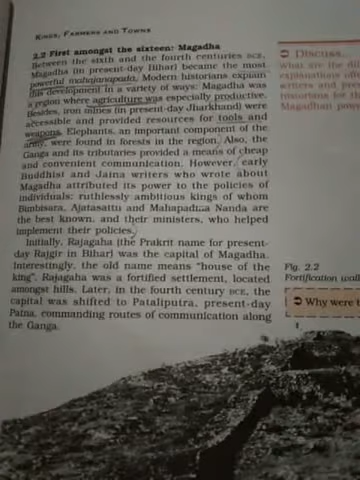 KINGS, FARMERS AND TOWNS
2.2 First amongst the sixteen: Magadha
Between the sixth and the fourth centuries BCE,
Magadha (in present-day Bihar) became the most
powerful mahajanapada. Modern historians explain
this development in a variety of ways: Magadha was
a region where agriculture was especially productive.
Besides, iron mines (in present-day Jharkhand) were
accessible and provided resources for tools and
weapons. Elephants, an important component of the
army, were found in forests in the region. Also, the
Ganga and its tributaries provided a means of cheap
and convenient communication. However, early
Buddhist and Jaina writers who wrote about
Magadha attributed its power to the policies of
individuals: ruthlessly ambitious kings of whom
Bimbisara, Ajatasattu and Mahapadma Nanda are
the best known, and their ministers, who helped
implement their policies.
Initially, Rajagaha (the Prakrit name for present-
day Rajgir in Bihar) was the capital of Magadha.
Interestingly, the old name means "house of the
king". Rajagaha was a fortified settlement, located
amongst hills. Later, in the fourth century BCE, the
capital was shifted to Pataliputra, present-day
Patna, commanding routes of communication along
the Ganga.
Discuss...
What are the dif
explanations of
writers and pres
historians for t
Magadhan powe
Fig. 2.2
Fortification wall
Why were t